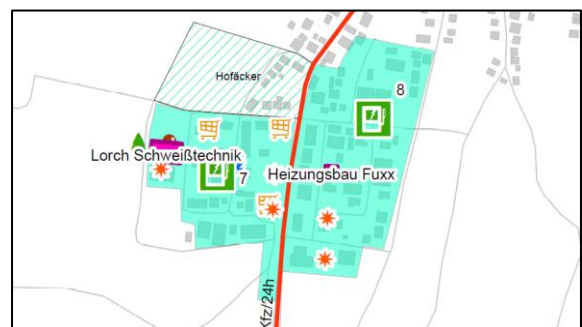 Hofäcker
8
Lorch Schweißtechnik
Heizungsbau Fuxx
7
Kfz/24h